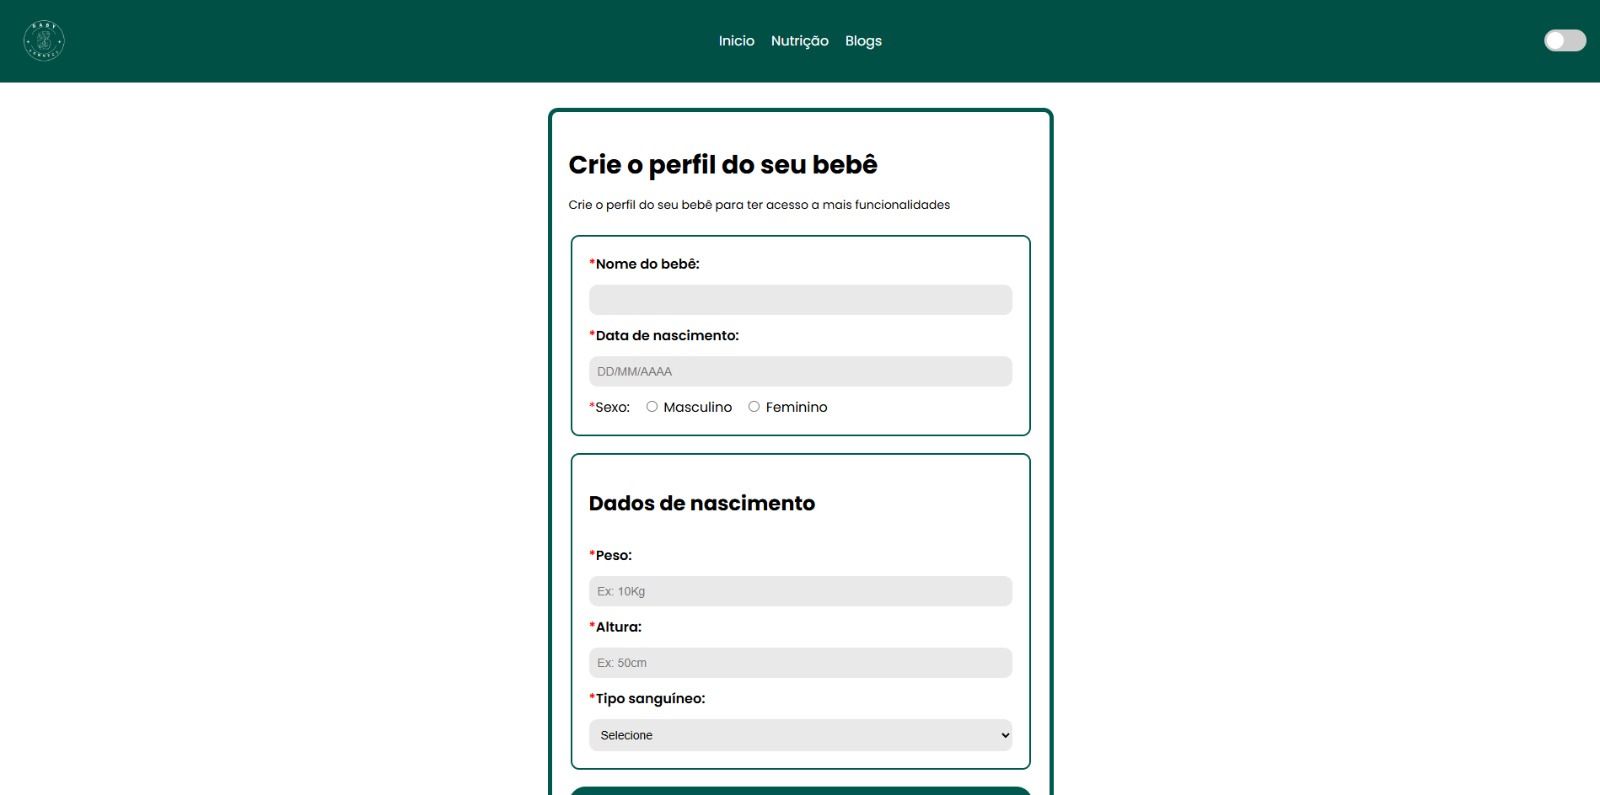 BABY
Inicio Nutrição Blogs
Crie o perfil do seu bebê
Crie o perfil do seu bebê para ter acesso a mais funcionalidades
*Nome do bebê:
*Data de nascimento:
DD/MM/AAAA
*Sexo: Masculino Feminino
Dados de nascimento
*Peso:
Ex: 10Kg
*Altura:
Ex: 50cm
*Tipo sanguíneo:
Selecione